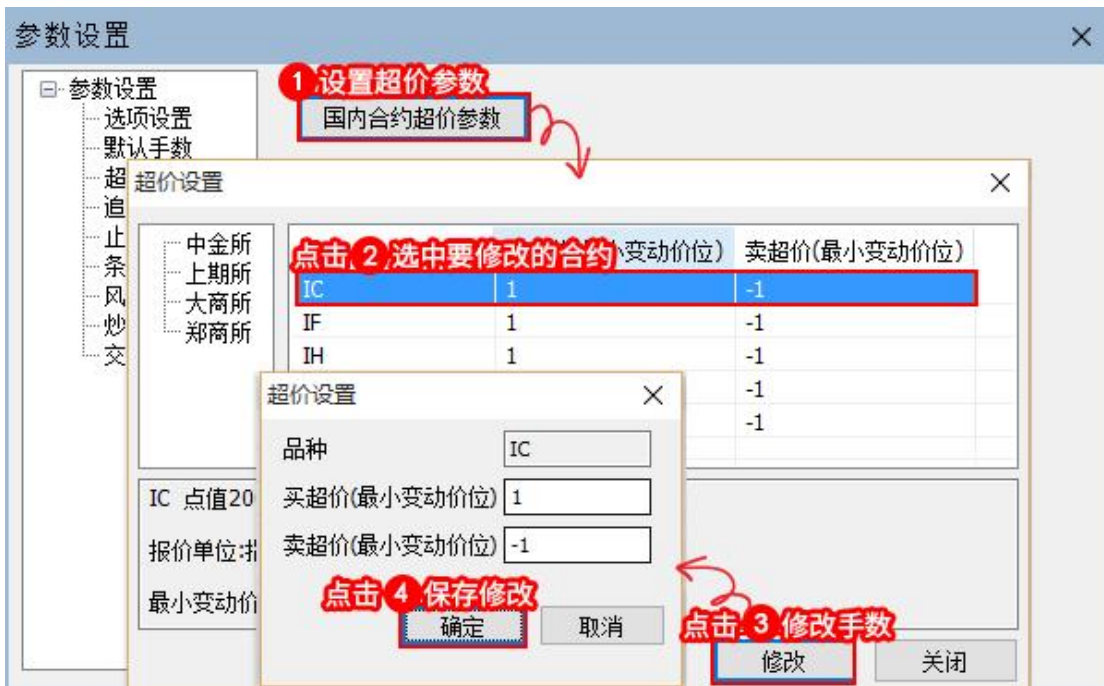 参数设置
参数设置
选项设置
默认手数
超
追
止
条
风
炒
交
1 设置超价参数
国内合约超价参数
超价设置
中金所
上期所
大商所
郑商所
点击 2 选中要修改的合约
变动价位) 卖超价(最小变动价位)
IC 1 -1
IF 1 -1
IH 1 -1
-1
-1
IC 点值20
报价单位:
最小变动价
超价设置
品种 IC
买超价(最小变动价位) 1
卖超价(最小变动价位) -1
点击 4 保存修改
确定 取消
点击 3 修改手数
修改 关闭